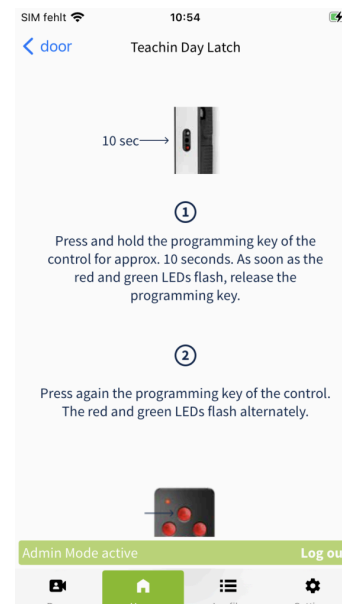 SIM fehlt 10:54
door Teachin Day Latch
10 sec
1
Press and hold the programming key of the
control for approx. 10 seconds. As soon as the
red and green LEDs flash, release the
programming key.
2
Press again the programming key of the control.
The red and green LEDs flash alternately.
Admin Mode active Log ou